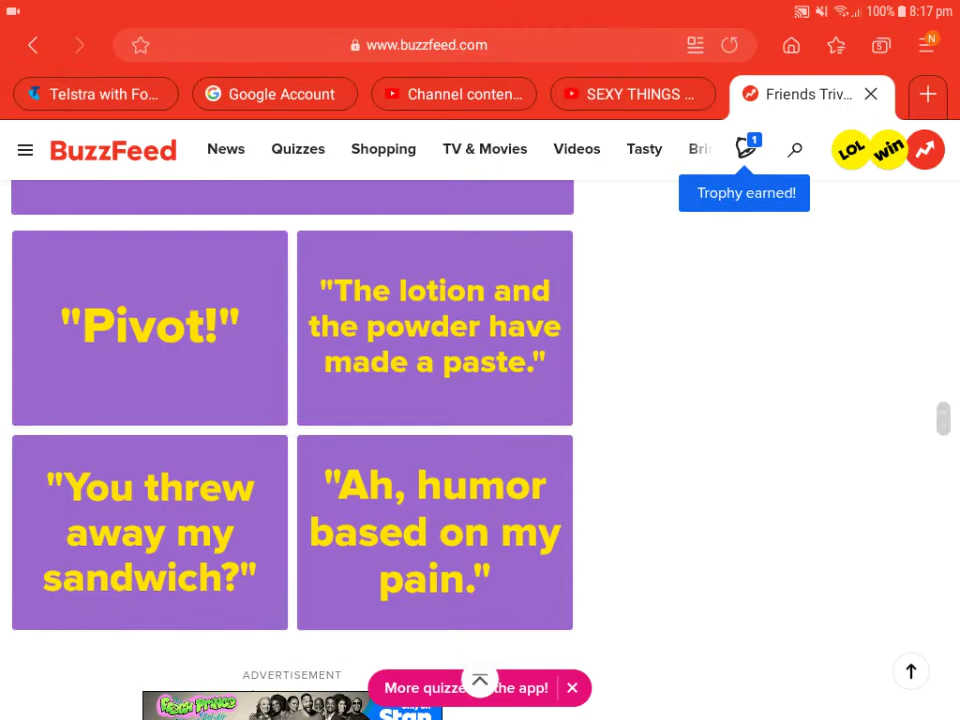 100% 8:17 pm
www.buzzfeed.com
5
N
Telstra with Fo...
Google Account
Channel conten...
SEXY THINGS ...
Friends Triv...
BuzzFeed
News
Quizzes
Shopping
TV & Movies
Videos
Tasty
Bri
1
LOL
win
Trophy earned!
"Pivot!"
"The lotion and
the powder have
made a paste."
"You threw
away my
sandwich?"
"Ah, humor
based on my
pain."
ADVERTISEMENT
More quizze the app!